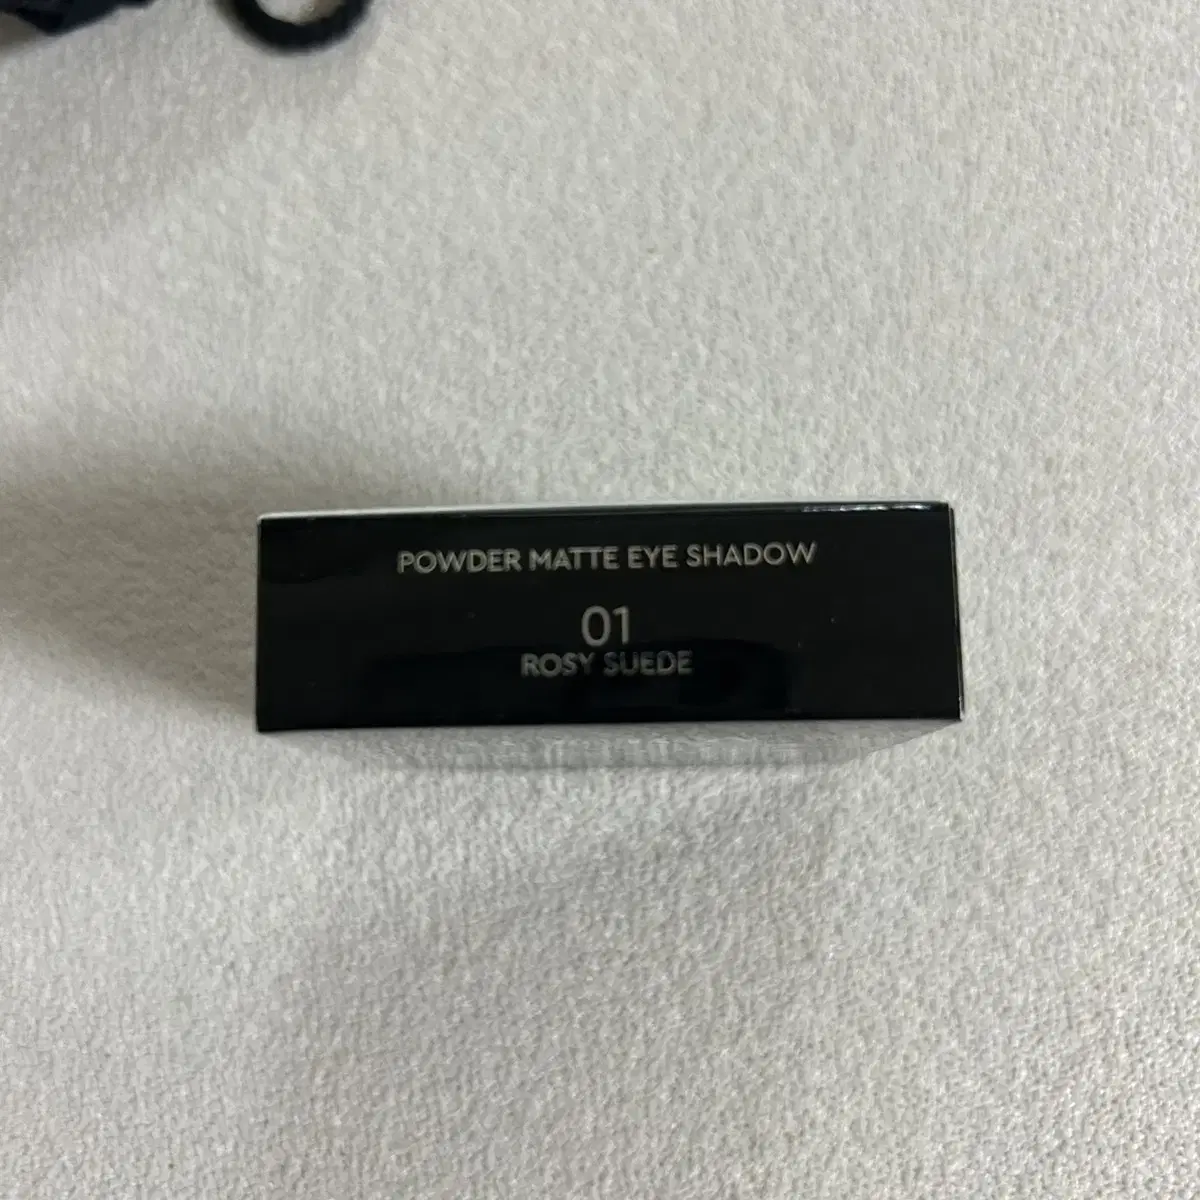 POWDER MATTE EYE SHADOW
01
ROSY SUEDE